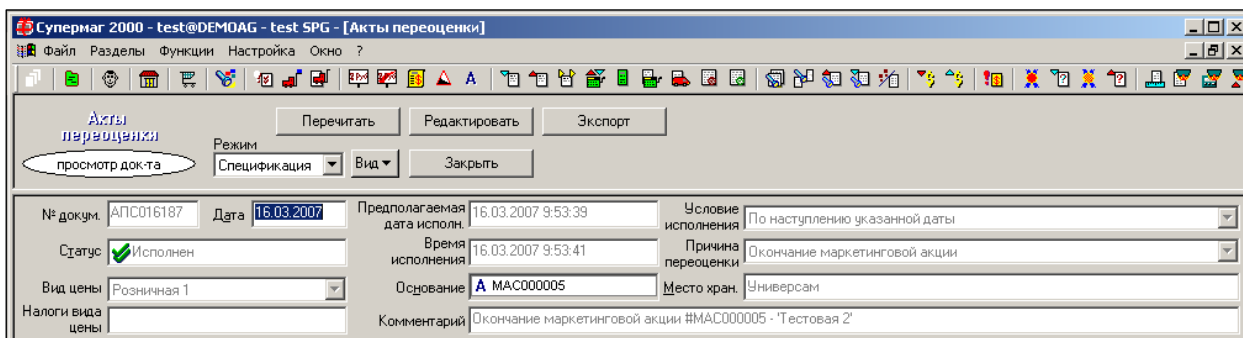 Супермаг 2000 - test@DEMOAG - test SPG - [Акты переоценки]
Файл Разделы Функции Настройка Окно ?
Акты переоценки
Перечитать Редактировать Экспорт
просмотр док-та
Режим
Спецификация Вид Закрыть
№ докум. АПС016187 Дата 16.03.2007 Предполагаемая дата исполн. 16.03.2007 9:53:39 Условие исполнения По наступлению указанной даты
Статус Исполнен Время исполнения 16.03.2007 9:53:41 Причина переоценки Окончание маркетинговой акции
Вид цены Розничная 1 Основание А МАС000005 Место хран. Универсам
Налоги вида цены Комментарий Окончание маркетинговой акции #МАС000005 - 'Тестовая 2'